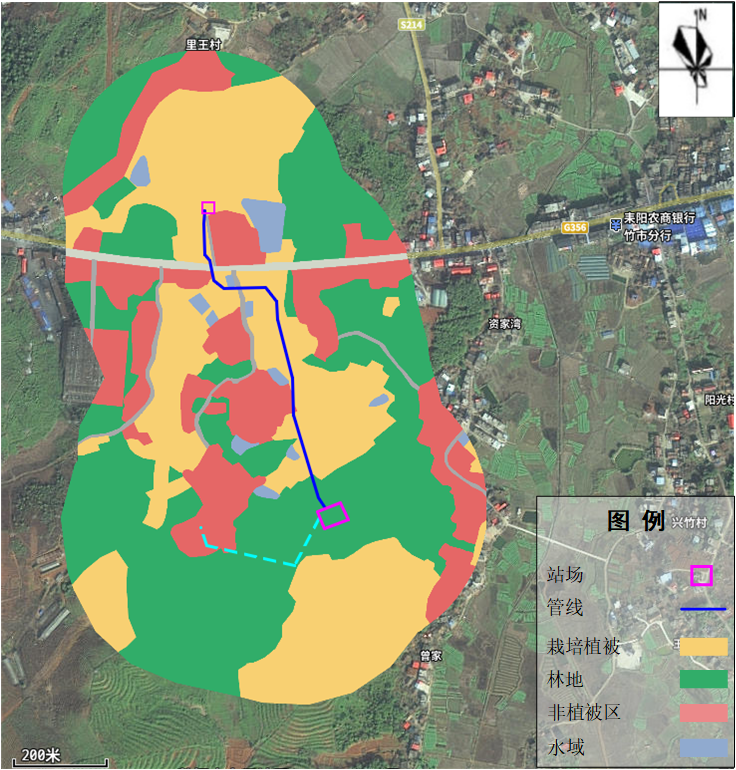 S214
里王村
N
耒阳农商银行
竹市分行
G356
资家湾
阳光村
兴竹村
图 例
站场
管线
栽培植被
林地
非植被区
水域
曾家
200米